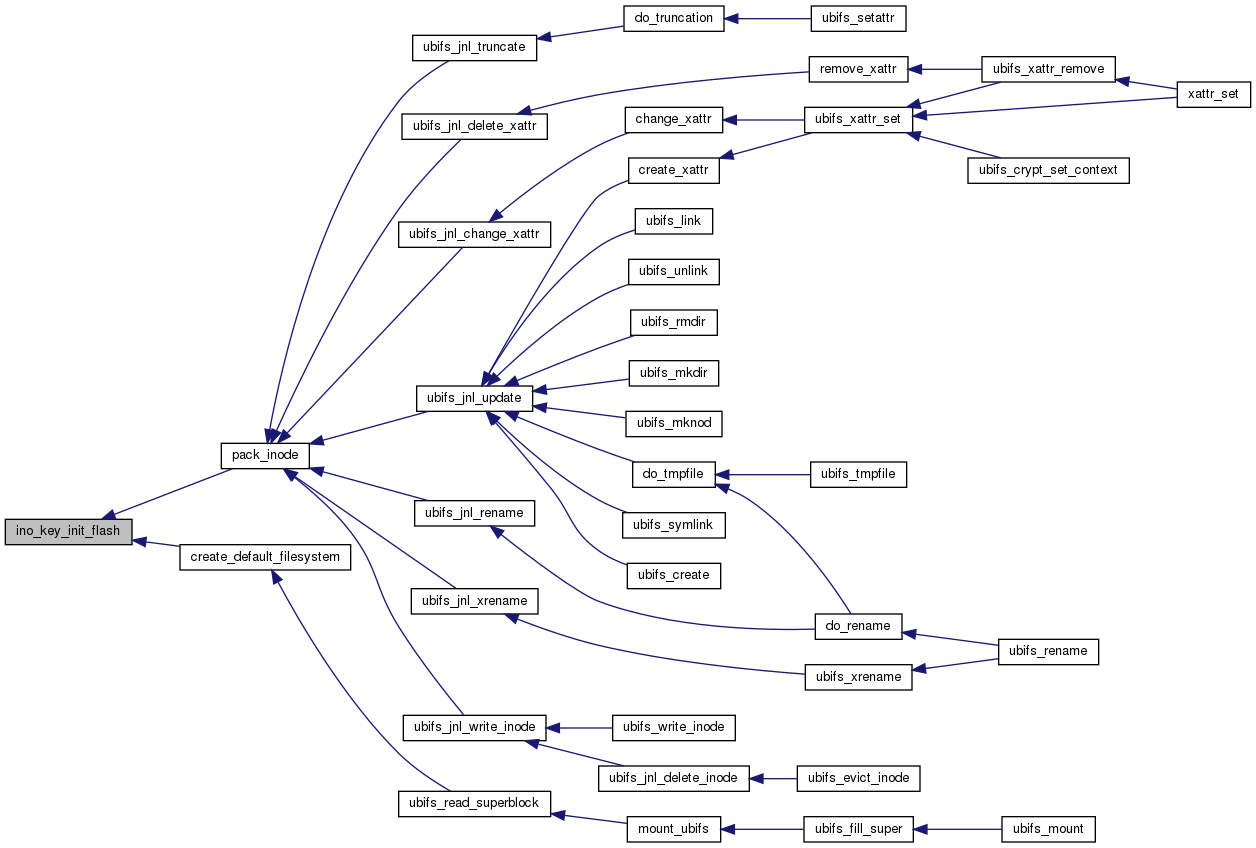 do_truncation
ubifs_setattr
ubifs_jnl_truncate
remove_xattr
ubifs_xattr_remove
xattr_set
ubifs_jnl_delete_xattr
change_xattr
ubifs_xattr_set
create_xattr
ubifs_crypt_set_context
ubifs_link
ubifs_jnl_change_xattr
ubifs_unlink
ubifs_rmdir
ubifs_mkdir
ubifs_jnl_update
ubifs_mknod
pack_inode
do_tmpfile
ubifs_tmpfile
ubifs_jnl_rename
ubifs_symlink
ino_key_init_flash
create_default_filesystem
ubifs_create
ubifs_jnl_xrename
do_rename
ubifs_rename
ubifs_xrename
ubifs_jnl_write_inode
ubifs_write_inode
ubifs_jnl_delete_inode
ubifs_evict_inode
ubifs_read_superblock
mount_ubifs
ubifs_fill_super
ubifs_mount